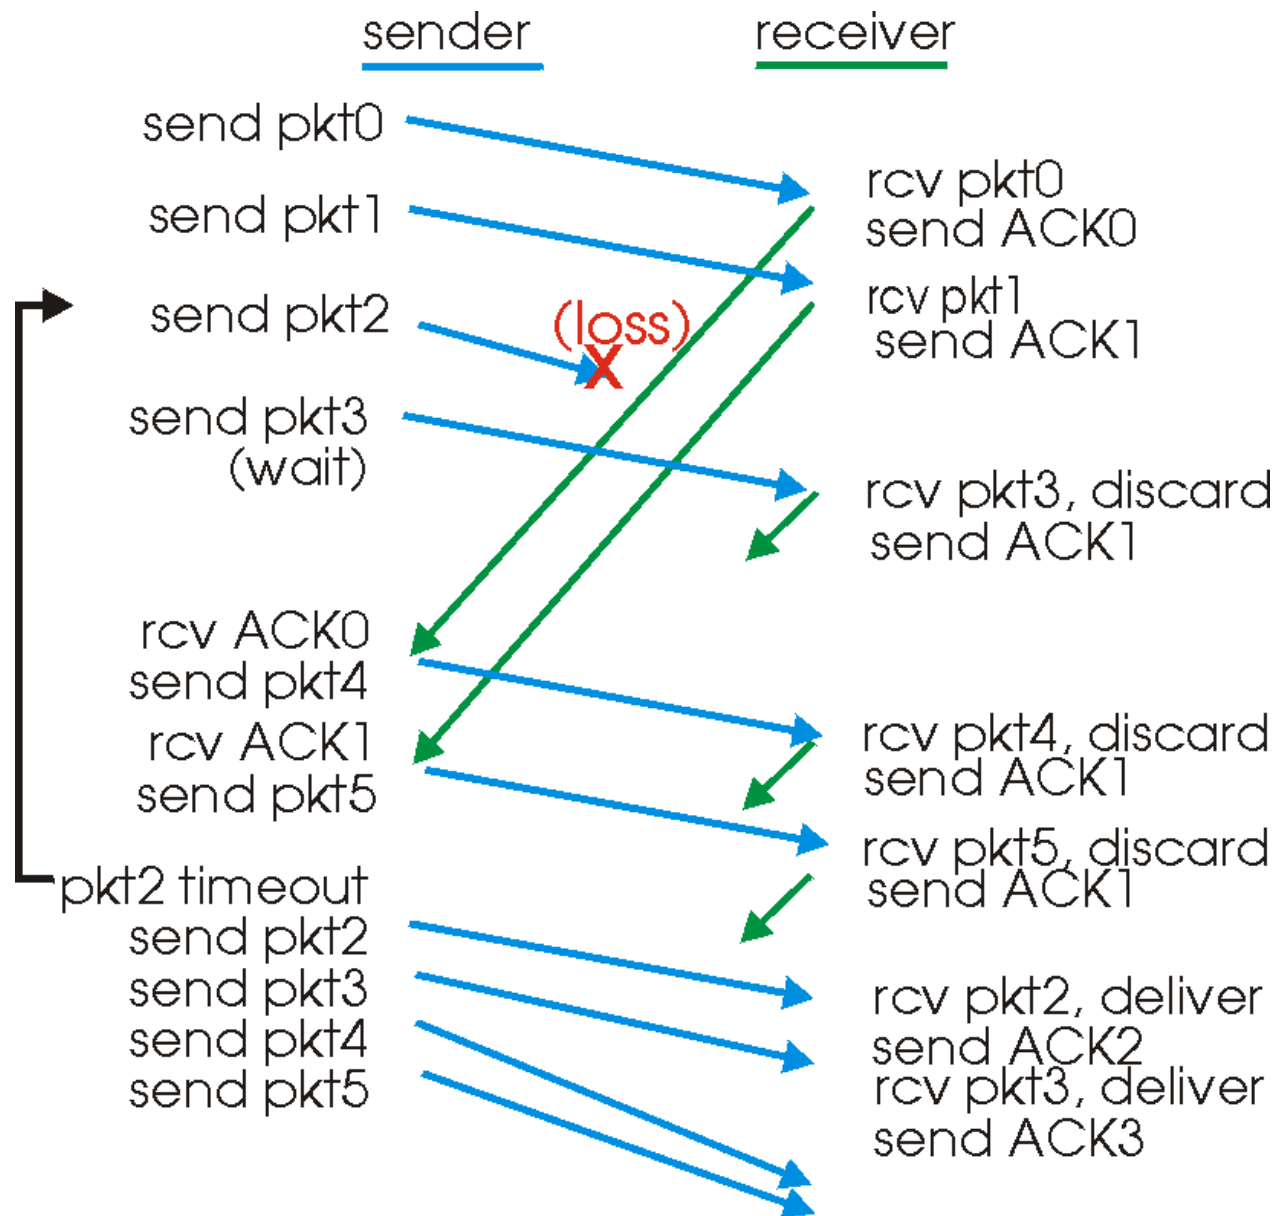 sender
receiver
send pkt0
rcv pkt0
send ACK0
send pkt1
rcv pkt1
send ACK1
send pkt2
(loss)
X
send pkt3
(wait)
rcv pkt3, discard
send ACK1
rcv ACK0
send pkt4
rcv ACK1
send pkt5
rcv pkt4, discard
send ACK1
rcv pkt5, discard
send ACK1
pkt2 timeout
send pkt2
send pkt3
send pkt4
send pkt5
rcv pkt2, deliver
send ACK2
rcv pkt3, deliver
send ACK3